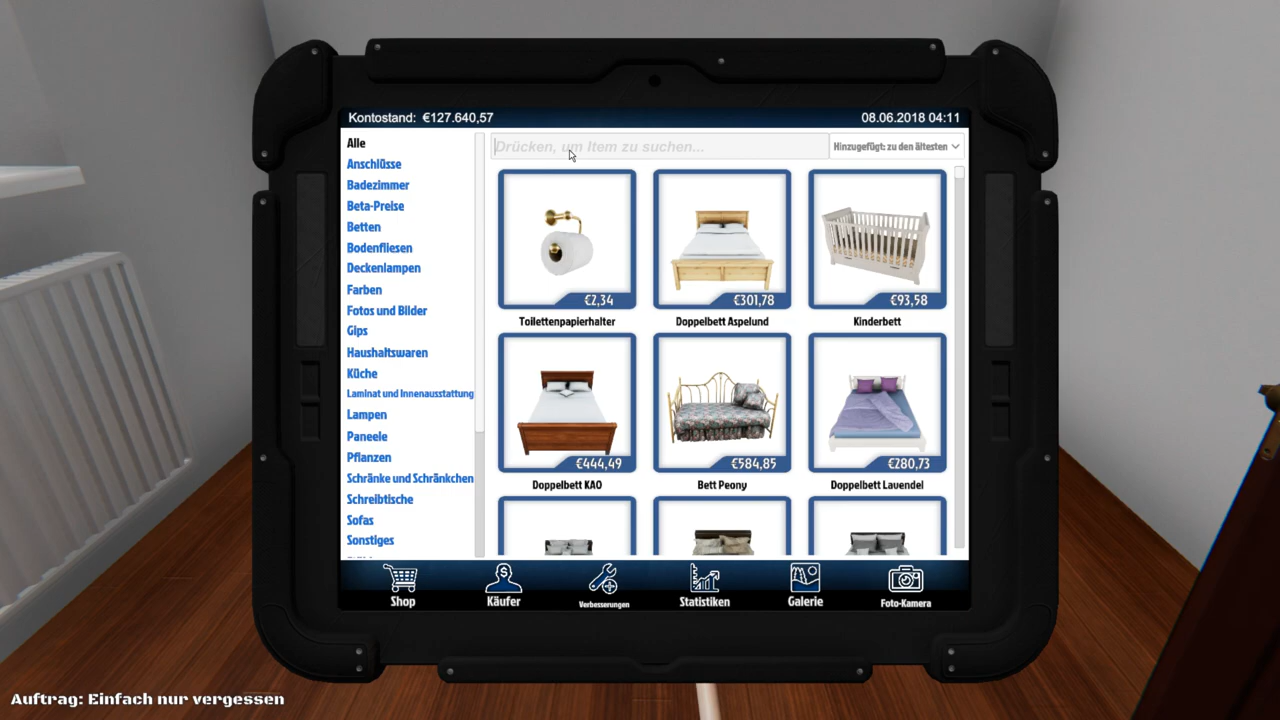 Kontostand: €127.640,57
08.06.2018 04:11
Alle
Anschlüsse
Badezimmer
Beta-Preise
Betten
Bodenfliesen
Deckenlampen
Farben
Fotos und Bilder
Gips
Haushaltswaren
Küche
Laminat und Innenausstattung
Lampen
Paneele
Pflanzen
Schränke und Schränkchen
Schreibtische
Sofas
Sonstiges
Drücken, um Item zu suchen...
Hinzugefügt: zu den ältesten
€2,34
€301,78
€93,58
Toilettenpapierhalter
Doppelbett Aspelund
Kinderbett
€444,49
€584,85
€280,73
Doppelbett KAO
Bett Peony
Doppelbett Lavendel
Shop
Käufer
Verbesserungen
Statistiken
Galerie
Foto-Kamera
Auftrag: Einfach nur vergessen